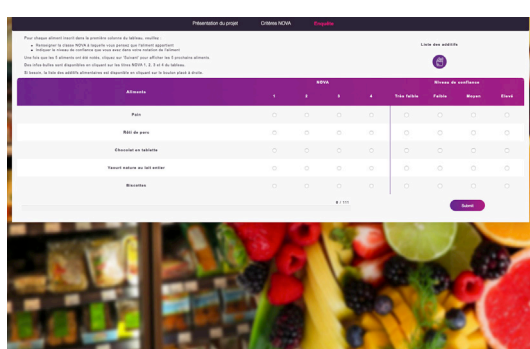 Présentation du projet Critères NOVA Enquête
Pour chaque aliment inscrit dans la première colonne du tableau, veuillez :
Renseigner la classe NOVA à laquelle vous pensez que l'aliment appartient
Indiquer le niveau de confiance que vous avez dans votre notation de l'aliment
Une fois que les 5 aliments ont été notés, cliquez sur "Suivant" pour afficher les 5 prochains aliments
Des infos-bulles sont disponibles en cliquant sur les titres NOVA 1, 2, 3 et 4 du tableau.
Si besoin, la liste des additifs alimentaires est disponible en cliquant sur le bouton placé à droite.
Liste des additifs
NOVA Niveau de confiance
Aliments 1 2 3 4 Très faible Faible Moyen Élevé
Pain
Rôti de porc
Chocolat en tablette
Yaourt nature au lait entier
Biscottes
Suivant